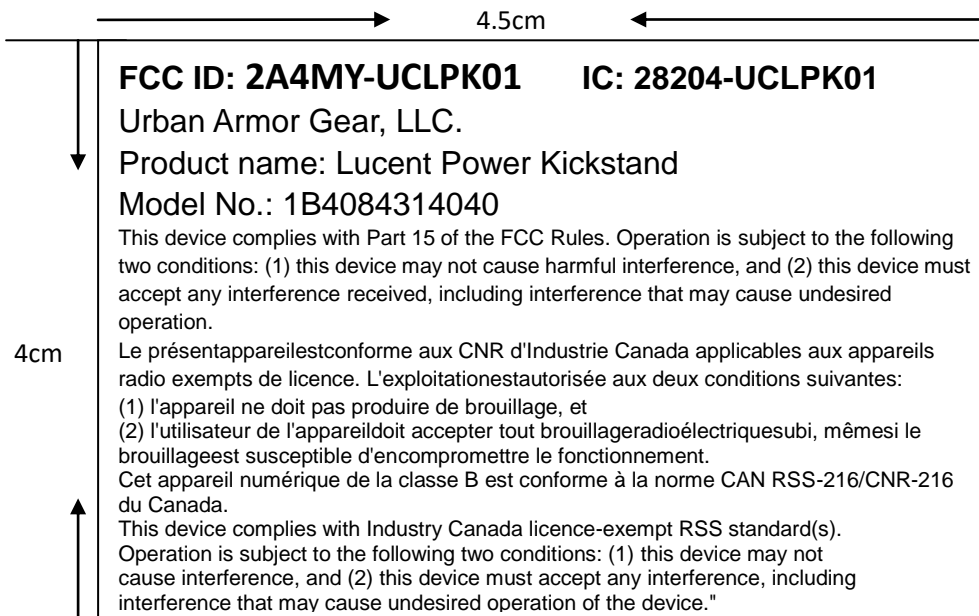 4.5cm
FCC ID: 2A4MY-UCLPK01 IC: 28204-UCLPK01
Urban Armor Gear, LLC.
Product name: Lucent Power Kickstand
Model No.: 1B4084314040
This device complies with Part 15 of the FCC Rules. Operation is subject to the following
two conditions: (1) this device may not cause harmful interference, and (2) this device must
accept any interference received, including interference that may cause undesired
operation.
4cm
Le présentappareilestconforme aux CNR d'Industrie Canada applicables aux appareils
radio exempts de licence. L'exploitationestautorisée aux deux conditions suivantes:
(1) l'appareil ne doit pas produire de brouillage, et
(2) l'utilisateur de l'appareildoit accepter tout brouillageradioélectriquesubi, mêmesi le
brouillageest susceptible d'encompromettre le fonctionnement.
Cet appareil numérique de la classe B est conforme à la norme CAN RSS-216/CNR-216
du Canada.
This device complies with Industry Canada licence-exempt RSS standard(s).
Operation is subject to the following two conditions: (1) this device may not
cause interference, and (2) this device must accept any interference, including
interference that may cause undesired operation of the device."